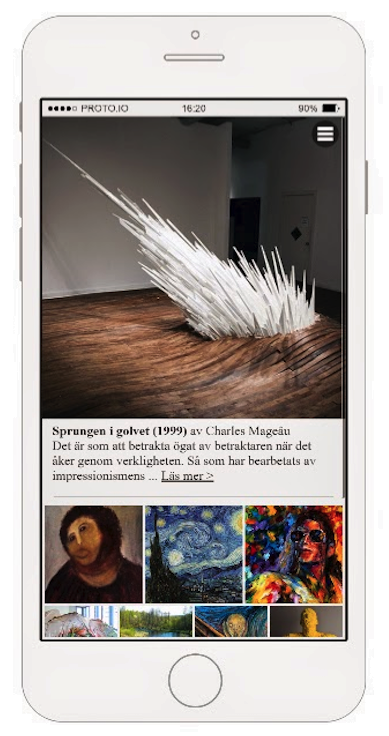 PROTO.IO 16:20 90%
Sprungen i golvet (1999) av Charles Mageâu
Det är som att betrakta ögat av betraktaren när det
åker genom verkligheten. Så som har bearbetats av
impressionismens ... Läs mer >